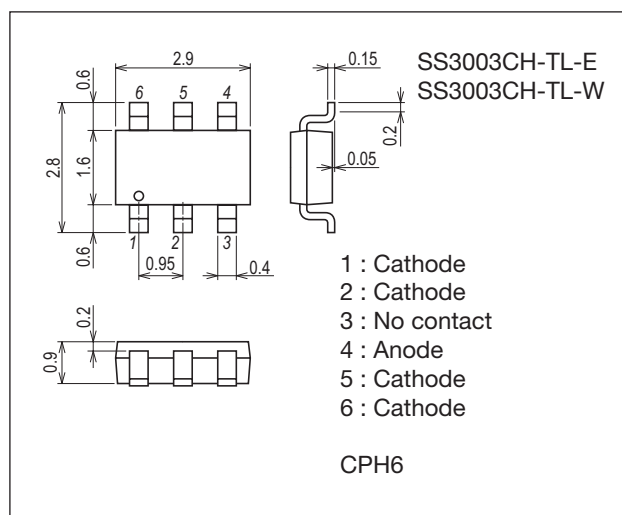 2.9
0.6
6
5
4
2.8
1.6
1
2
3
0.6
0.95
0.4
0.15
0.2
0.05
SS3003CH-TL-E
SS3003CH-TL-W
0.2
0.9
1 : Cathode
2 : Cathode
3 : No contact
4 : Anode
5 : Cathode
6 : Cathode
CPH6